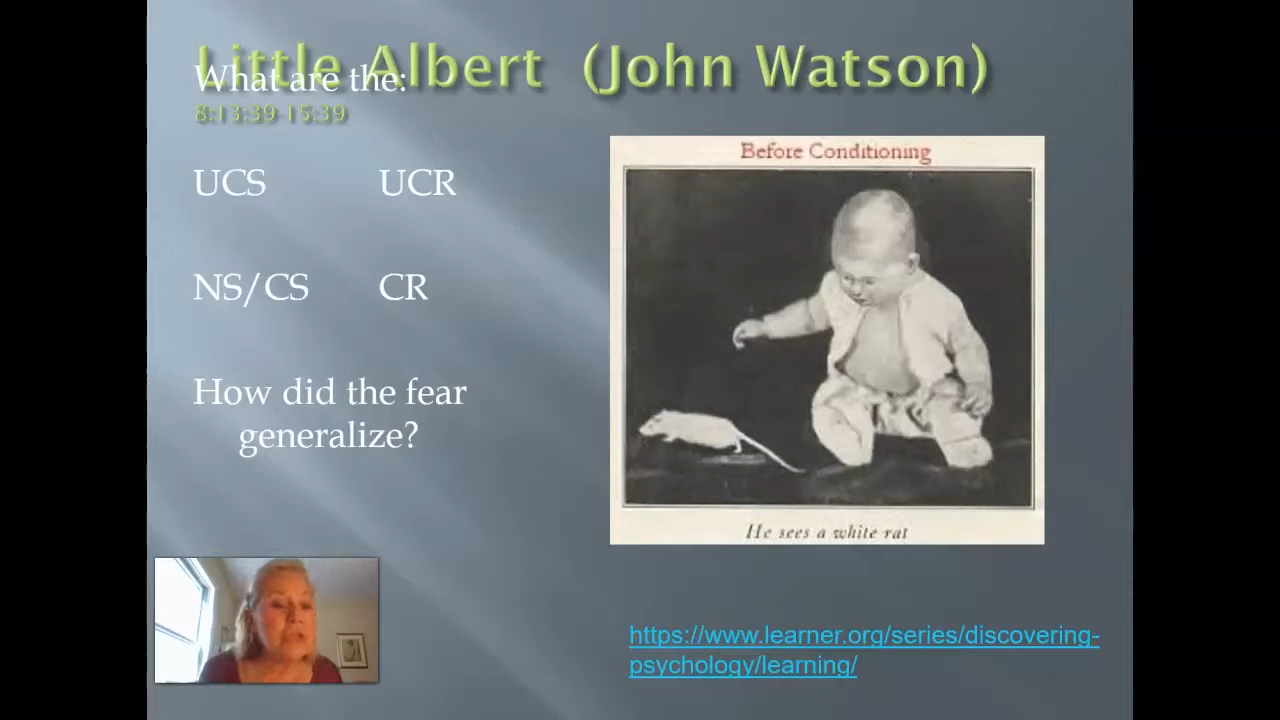 Little Albert (John Watson)
What are the:
8:13:39-15:39
UCS UCR
NS/CS CR
How did the fear
generalize?
Before Conditioning
He sees a white rat
https://www.learner.org/series/discovering-
psychology/learning/